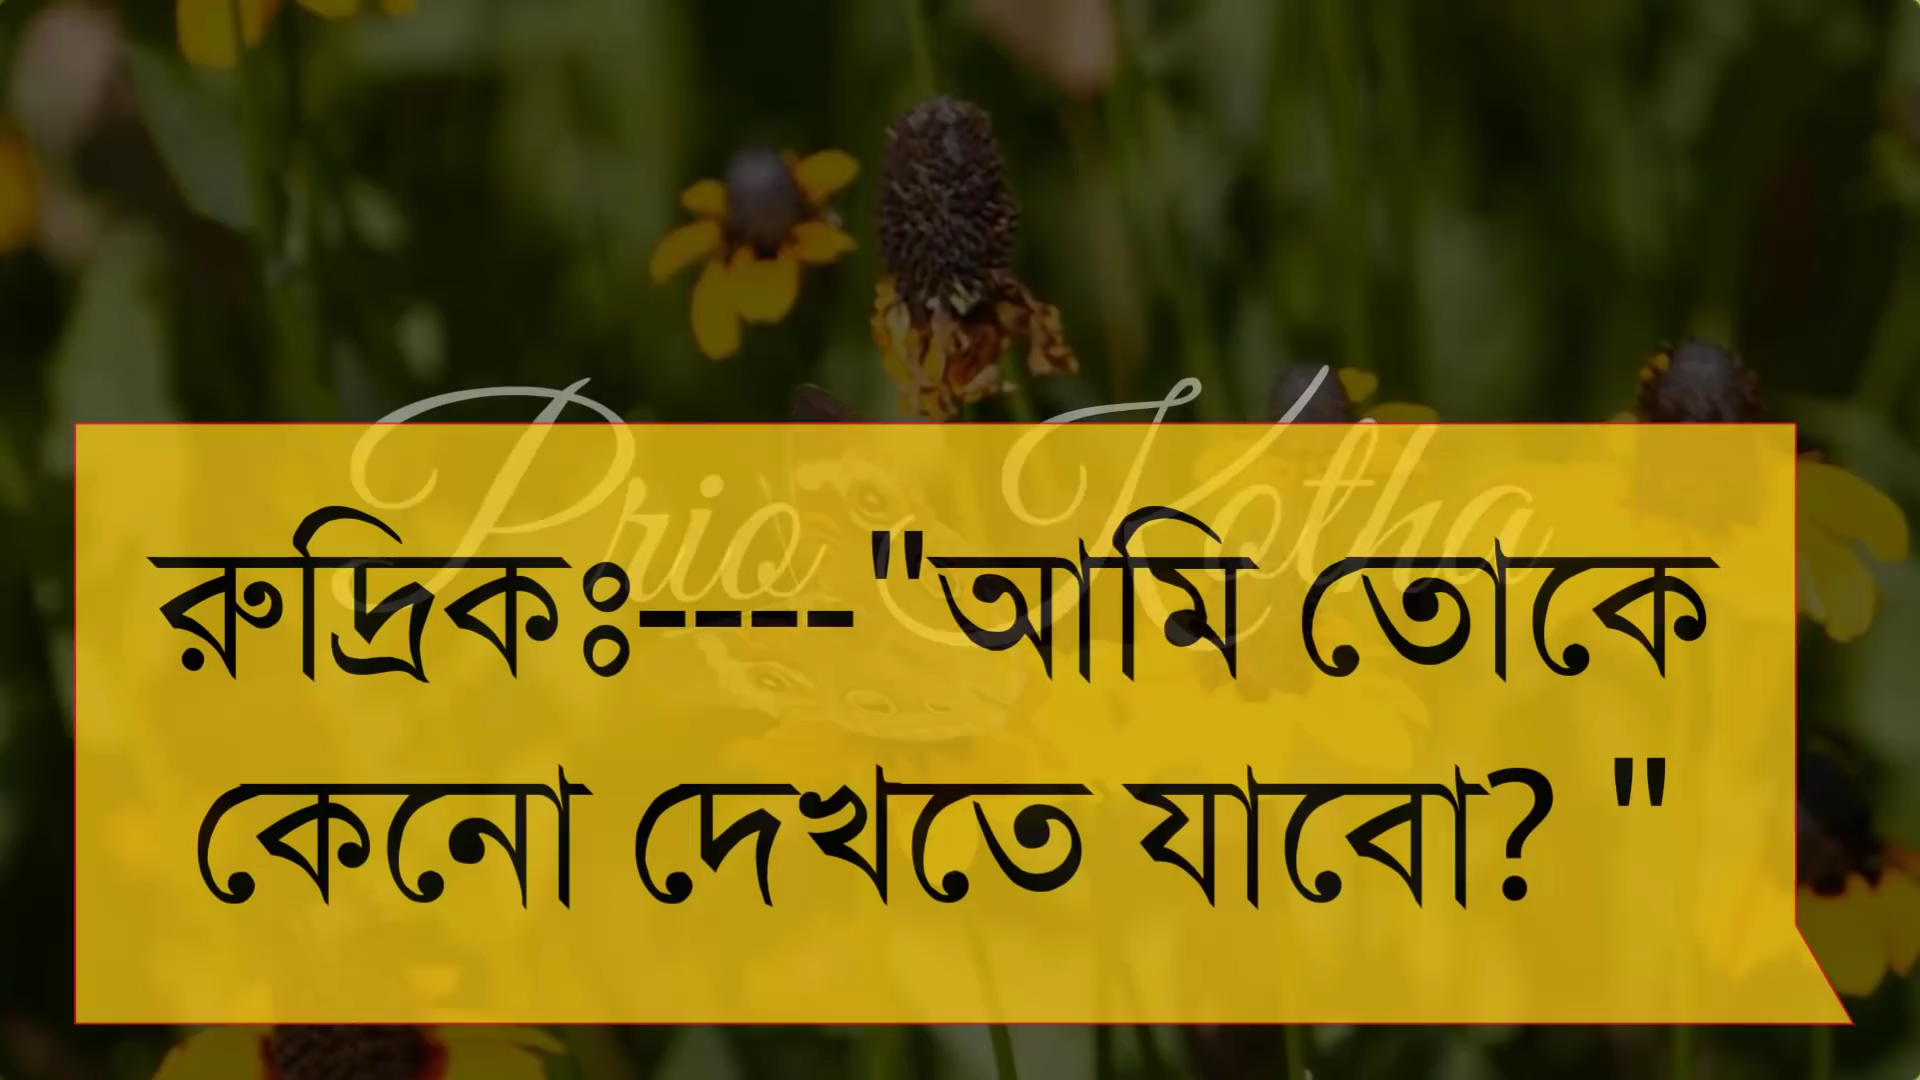 Prio Kotha
রুদ্রিকঃ---- "আমি তোকে
কেনো দেখতে যাবো? "